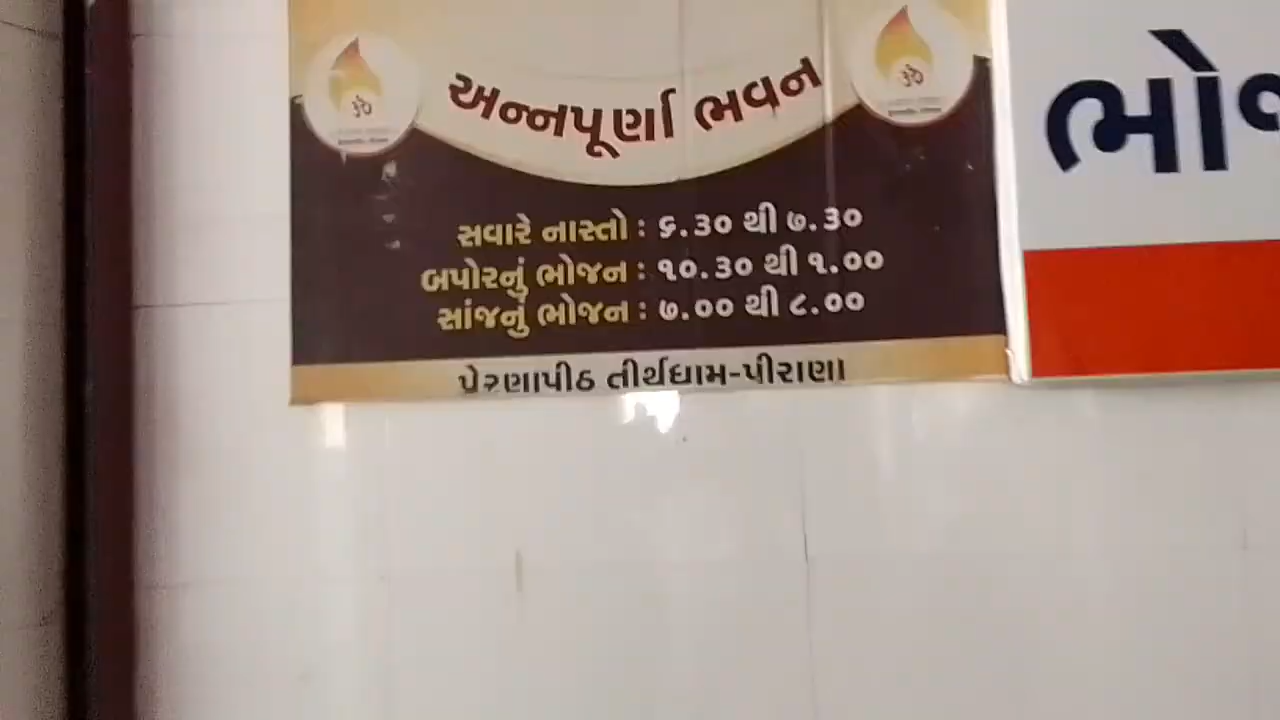 અન્નપૂર્ણા ભવન
સવારે નાસ્તો : ૬.૩૦ થી ૭.૩૦
બપોરનું ભોજન : ૧૦.૩૦ થી ૧.૦૦
સાંજનું ભોજન : ૭.૦૦ થી ૮.૦૦
પ્રેરણાપીઠ તીર્થધામ-પીરાણા